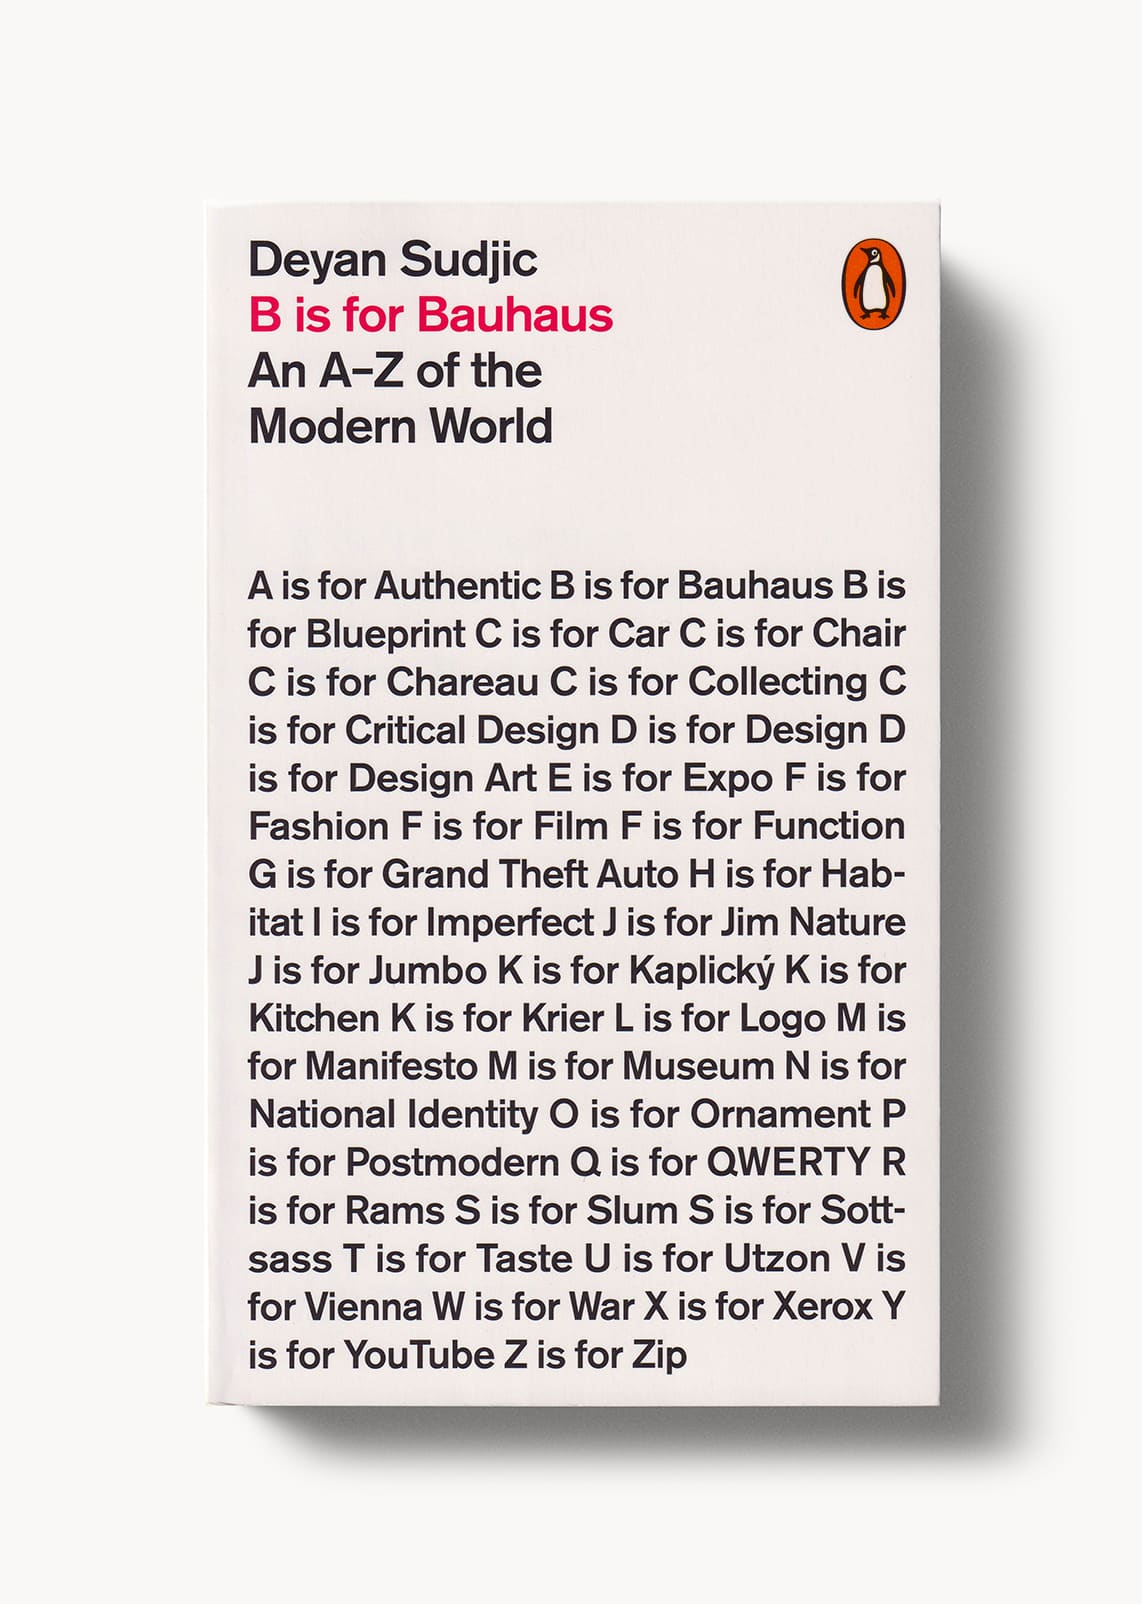 Deyan Sudjic
B is for Bauhaus
An A–Z of the
Modern World
A is for Authentic B is for Bauhaus B is
for Blueprint C is for Car C is for Chair
C is for Chareau C is for Collecting C
is for Critical Design D is for Design D
is for Design Art E is for Expo F is for
Fashion F is for Film F is for Function
G is for Grand Theft Auto H is for Hab-
itat I is for Imperfect J is for Jim Nature
J is for Jumbo K is for Kaplický K is for
Kitchen K is for Krier L is for Logo M is
for Manifesto M is for Museum N is for
National Identity O is for Ornament P
is for Postmodern Q is for QWERTY R
is for Rams S is for Slum S is for Sott-
sass T is for Taste U is for Utzon V is
for Vienna W is for War X is for Xerox Y
is for YouTube Z is for Zip